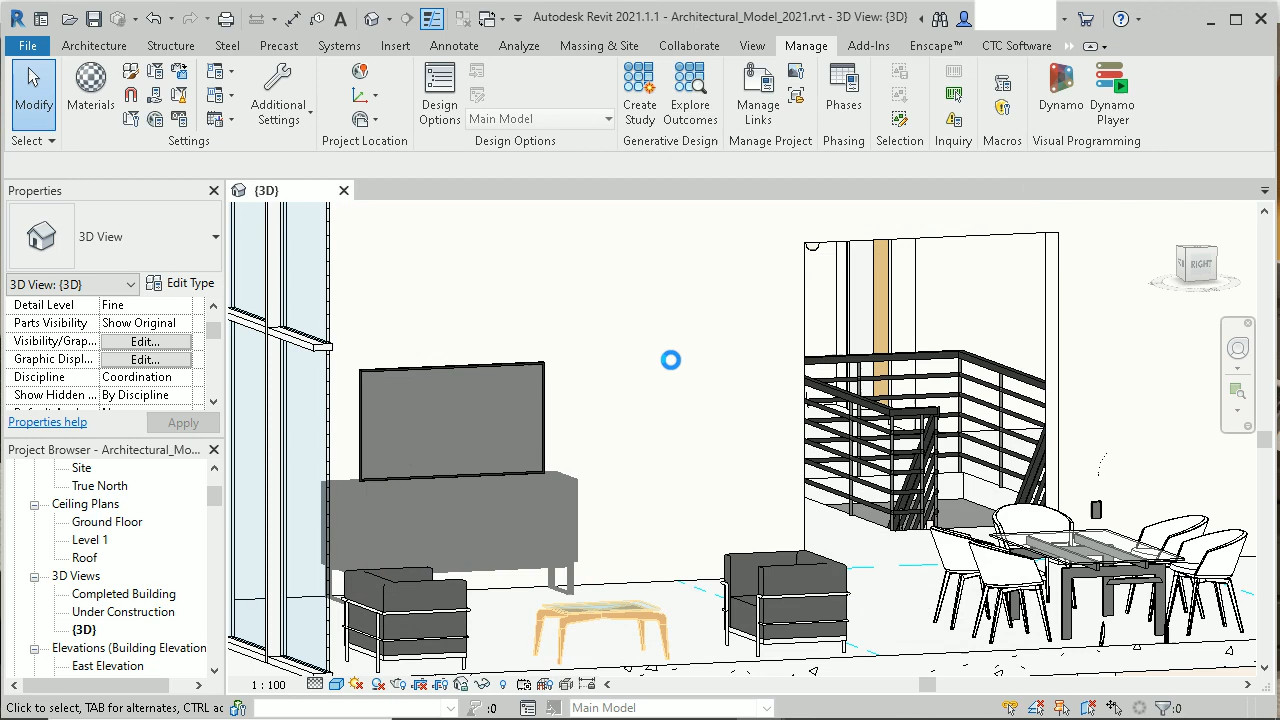 Autodesk Revit 2021.1.1 - Architectural_Model_2021.rvt - 3D View: {3D}
File Architecture Structure Steel Precast Systems Insert Annotate Analyze Massing & Site Collaborate View Manage Add-Ins Enscape™ CTC Software
Modify
Materials
Additional Settings
Design Options
Main Model
Create Study
Explore Outcomes
Manage Links
Phases
Dynamo
Dynamo Player
Select Settings Project Location Design Options Generative Design Manage Project Phasing Selection Inquiry Macros Visual Programming
Properties
{3D}
3D View
3D View: {3D} Edit Type
Detail Level Fine
Parts Visibility Show Original
Visibility/Grap... Edit...
Graphic Displ... Edit...
Discipline Coordination
Show Hidden By Discipline
Properties help Apply
Project Browser - Architectural_Mo...
Site
True North
Ceiling Plans
Ground Floor
Level 1
Roof
3D Views
Completed Building
Under Construction
{3D}
Elevations (Building Elevation
East Elevation
RIGHT
1 : 100
Click to select, TAB for alternates, CTRL ac
:0
Main Model
:0